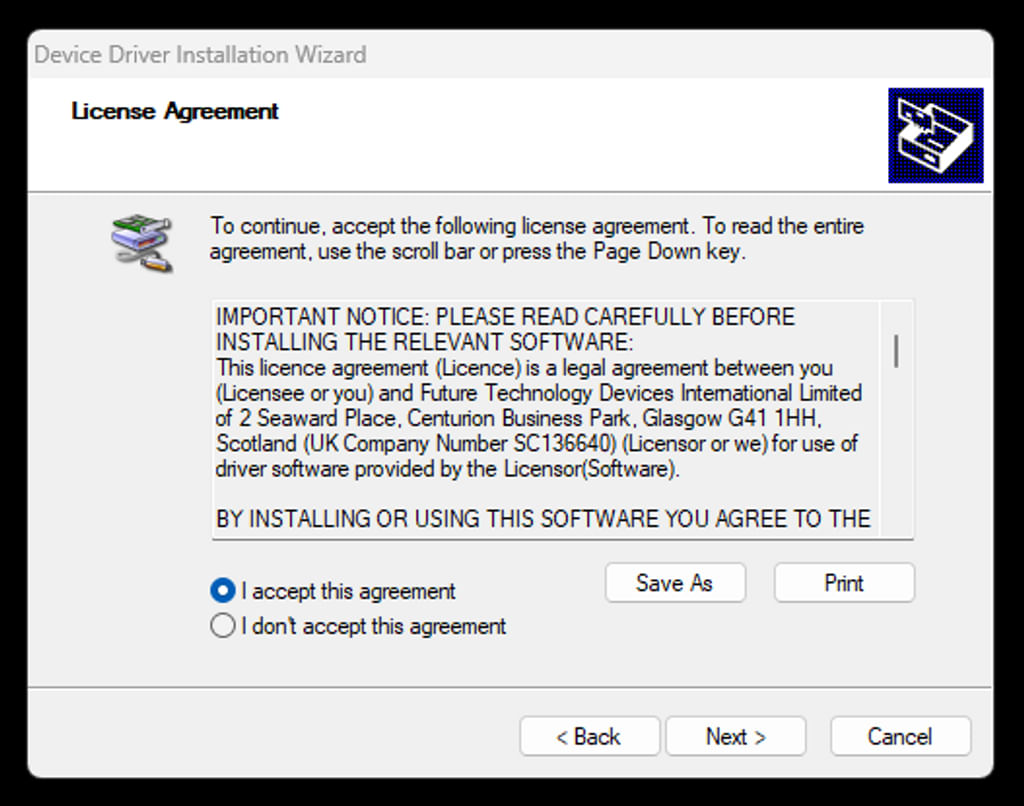 Device Driver Installation Wizard
License Agreement
To continue, accept the following license agreement. To read the entire
agreement, use the scroll bar or press the Page Down key.
IMPORTANT NOTICE: PLEASE READ CAREFULLY BEFORE
INSTALLING THE RELEVANT SOFTWARE:
This licence agreement (Licence) is a legal agreement between you
(Licensee or you) and Future Technology Devices International Limited
of 2 Seaward Place, Centurion Business Park, Glasgow G41 1HH,
Scotland (UK Company Number SC136640) (Licensor or we) for use of
driver software provided by the Licensor(Software).
BY INSTALLING OR USING THIS SOFTWARE YOU AGREE TO THE
I accept this agreement
Save As
Print
I don't accept this agreement
< Back
Next >
Cancel